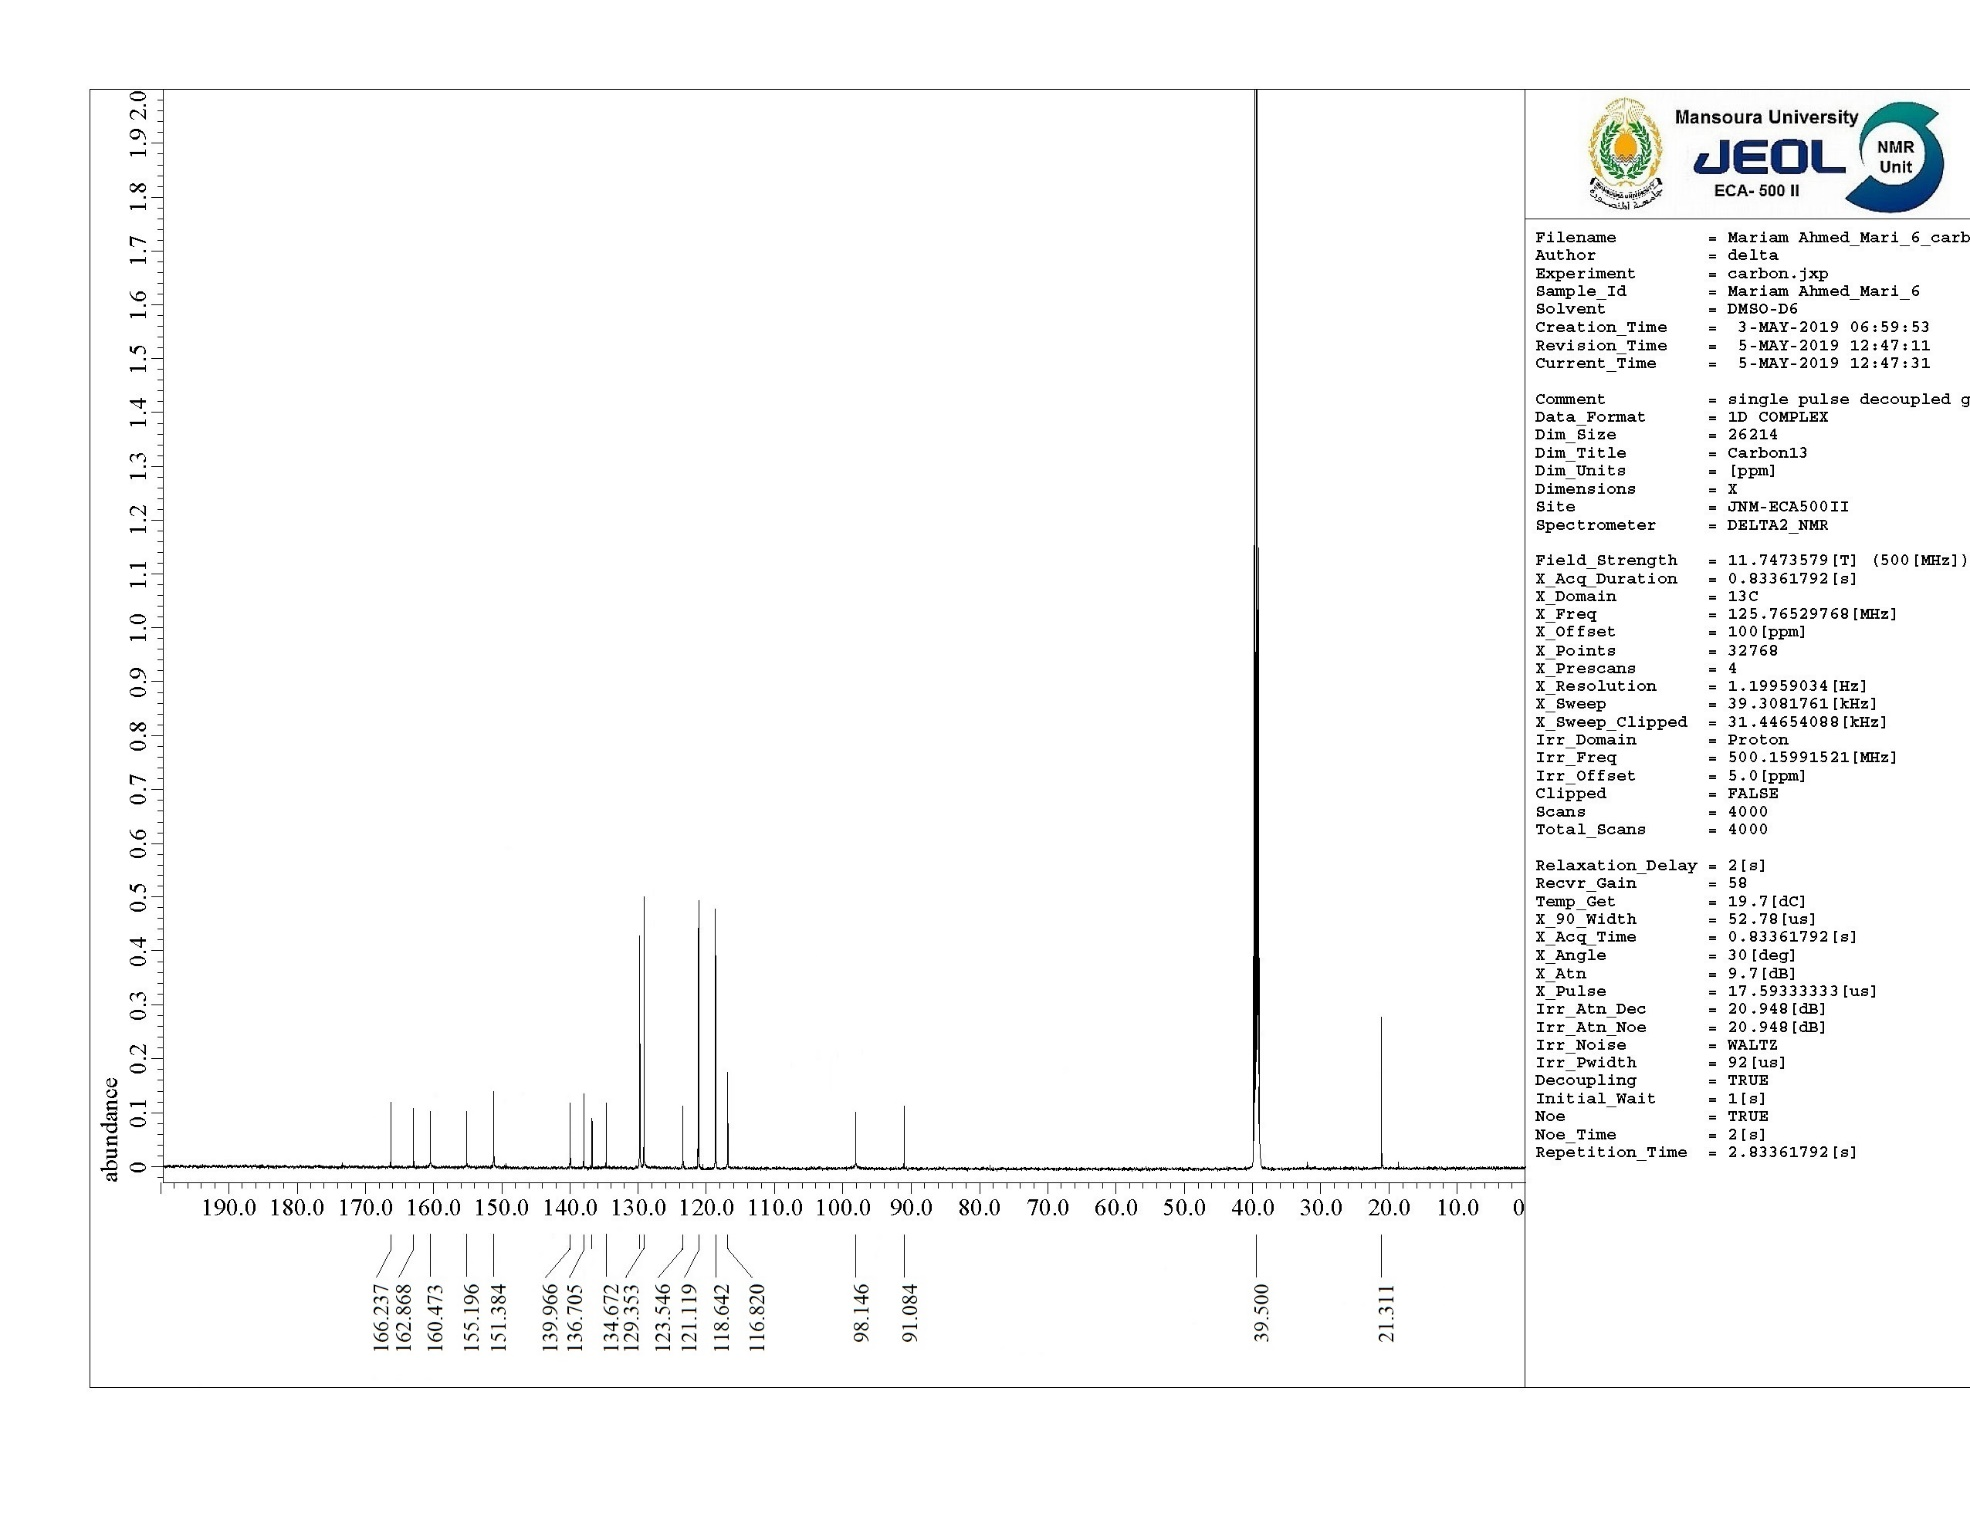 Mansoura University
JEOL
ECA- 500 II
NMR
Unit
Filename = Mariam Ahmed_Mari_6_carb
Author = delta
Experiment = carbon.jxp
Sample_Id = Mariam Ahmed_Mari_6
Solvent = DMSO-D6
Creation_Time = 3-MAY-2019 06:59:53
Revision_Time = 5-MAY-2019 12:47:11
Current_Time = 5-MAY-2019 12:47:31
Comment = single pulse decoupled g
Data_Format = 1D COMPLEX
Dim_Size = 26214
Dim_Title = Carbon13
Dim_Units = [ppm]
Dimensions = X
Site = JNM-ECA500II
Spectrometer = DELTA2_NMR
Field_Strength = 11.7473579[T] (500[MHz])
X_Acq_Duration = 0.83361792[s]
X_Domain = 13C
X_Freq = 125.76529768[MHz]
X_Offset = 100[ppm]
X_Points = 32768
X_Prescans = 4
X_Resolution = 1.19959034[Hz]
X_Sweep = 39.3081761[kHz]
X_Sweep_Clipped = 31.44654088[kHz]
Irr_Domain = Proton
Irr_Freq = 500.15991521[MHz]
Irr_Offset = 5.0[ppm]
Clipped = FALSE
Scans = 4000
Total_Scans = 4000
Relaxation_Delay = 2[s]
Recvr_Gain = 58
Temp_Get = 19.7[dC]
X_90_Width = 52.78[us]
X_Acq_Time = 0.83361792[s]
X_Angle = 30[deg]
X_Atn = 9.7[dB]
X_Pulse = 17.59333333[us]
Irr_Atn_Dec = 20.948[dB]
Irr_Atn_Noe = 20.948[dB]
Irr_Noise = WALTZ
Irr_Pwidth = 92[us]
Decoupling = TRUE
Initial_Wait = 1[s]
Noe = TRUE
Noe_Time = 2[s]
Repetition_Time = 2.83361792[s]
2.0
1.9
1.8
1.7
1.6
1.5
1.4
1.3
1.2
1.1
1.0
0.9
0.8
0.7
0.6
0.5
0.4
0.3
0.2
0.1
0
abundance
190.0 180.0 170.0 160.0 150.0 140.0 130.0 120.0 110.0 100.0 90.0 80.0 70.0 60.0 50.0 40.0 30.0 20.0 10.0 0
166.237
162.868
160.473
155.196
151.384
139.966
136.705
134.672
129.353
123.546
121.119
118.642
116.820
98.146
91.084
39.500
21.311